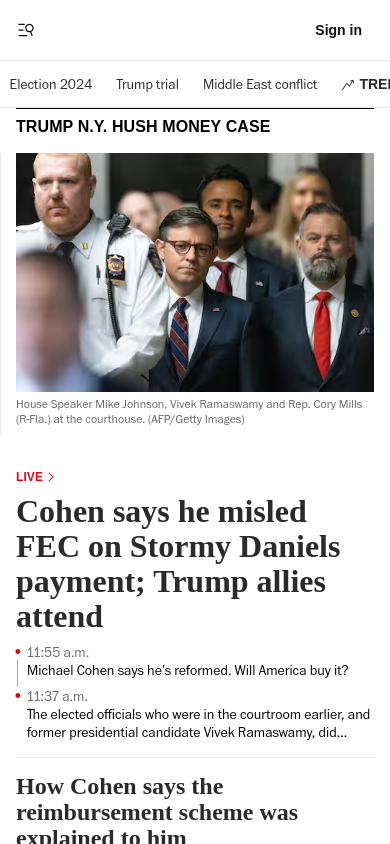 Sign in
Election 2024
Trump trial
Middle East conflict
TRE
TRUMP N.Y. HUSH MONEY CASE
House Speaker Mike Johnson, Vivek Ramaswamy and Rep. Cory Mills
(R-Fla.) at the courthouse. (AFP/Getty Images)
LIVE
Cohen says he misled
FEC on Stormy Daniels
payment; Trump allies
attend
11:55 a.m.
Michael Cohen says he’s reformed. Will America buy it?
11:37 a.m.
The elected officials who were in the courtroom earlier, and
former presidential candidate Vivek Ramaswamy, did…
How Cohen says the
reimbursement scheme was
explained to him